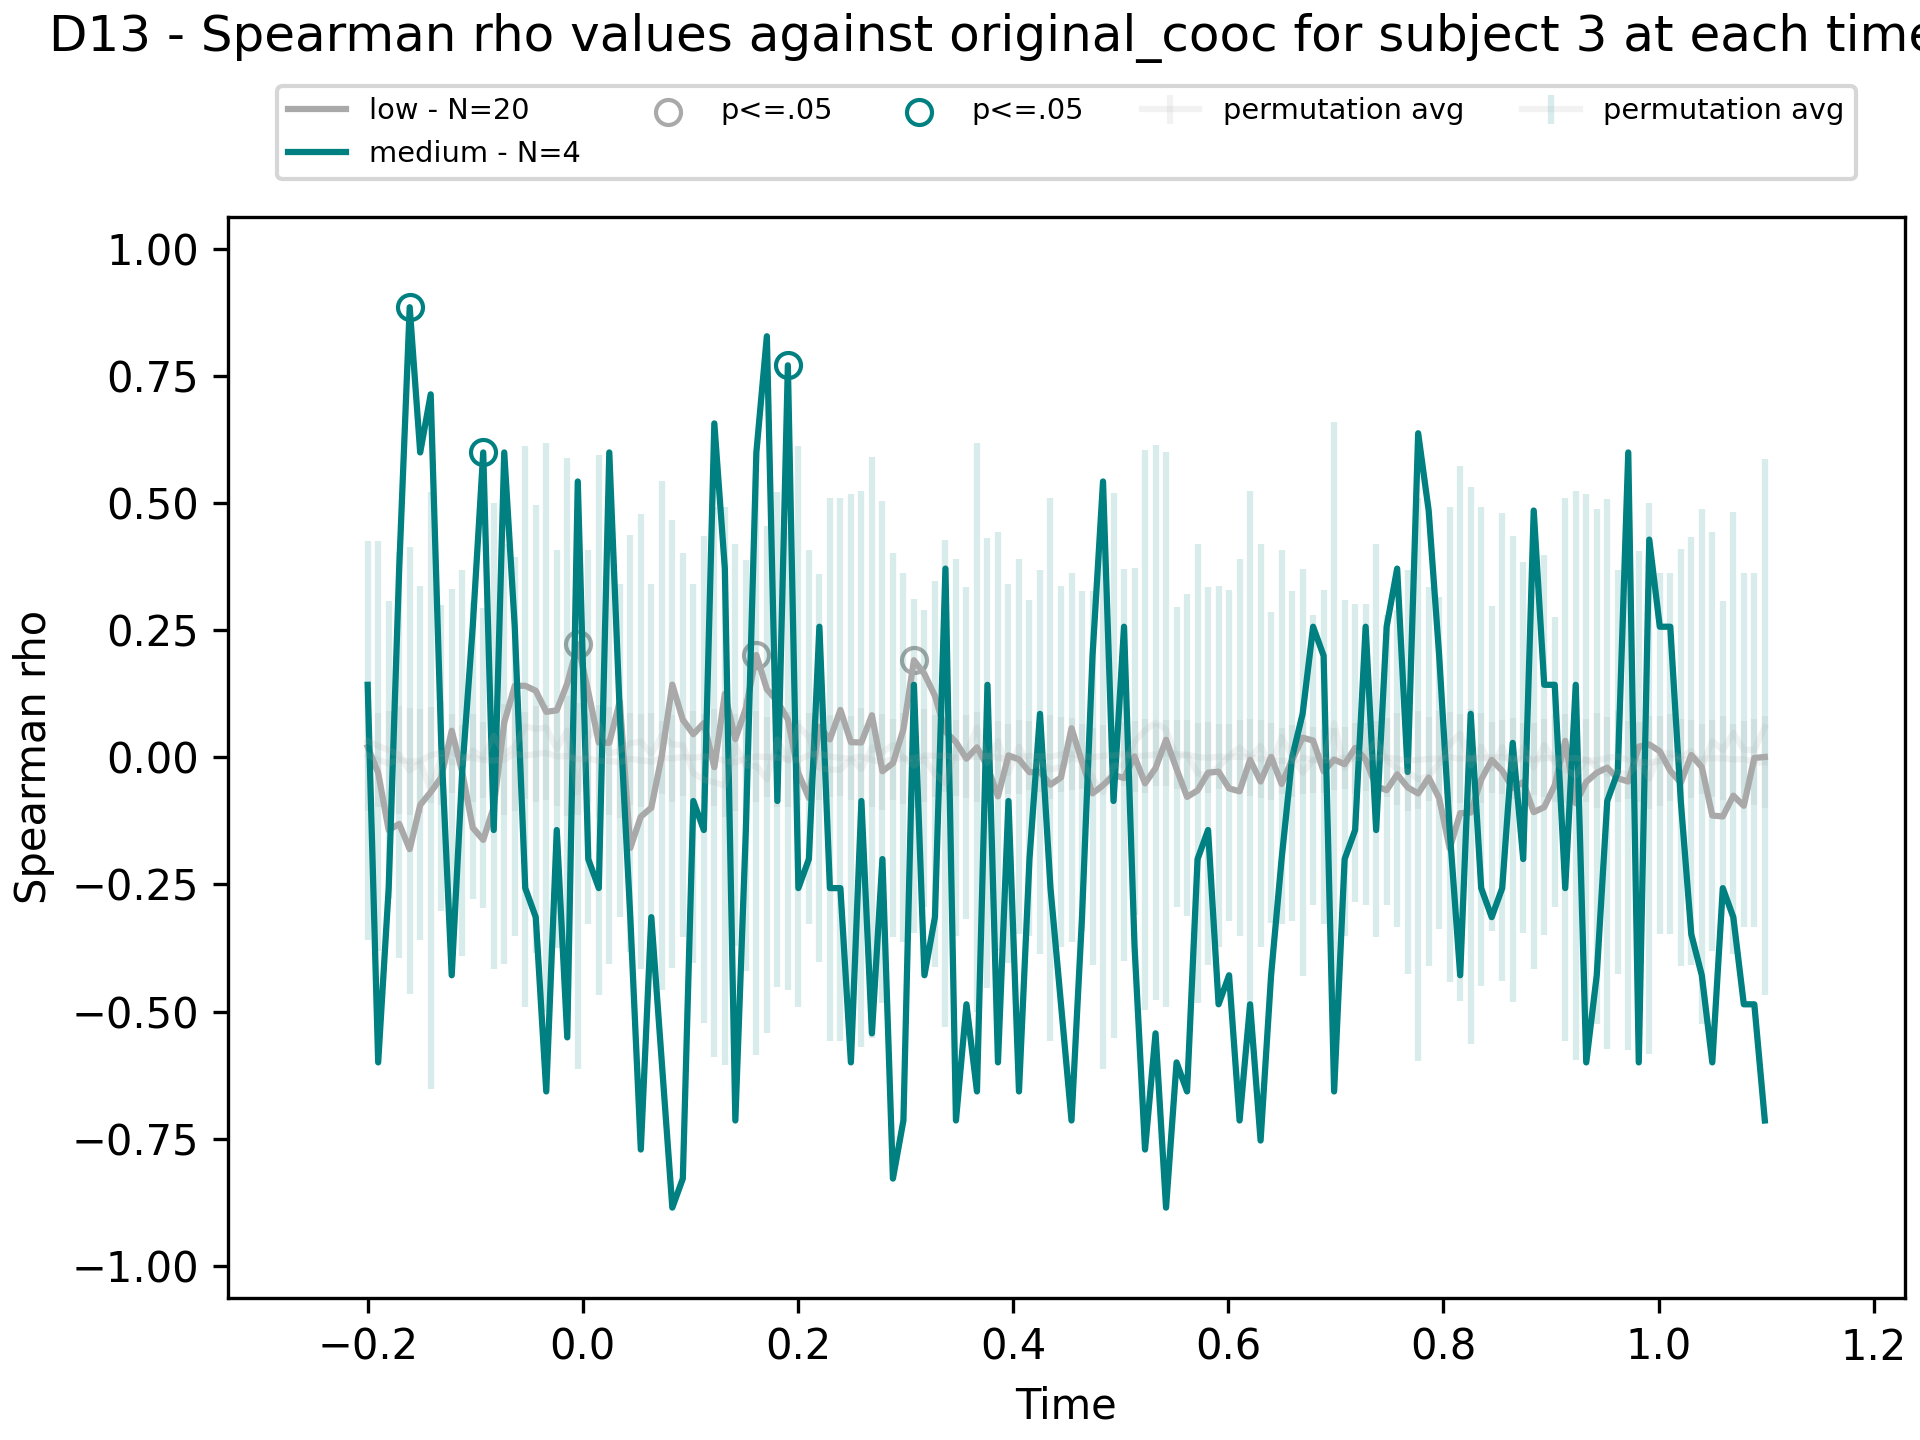 D13 - Spearman rho values against original_cooc for subject 3 at each time
low - N=20 p<=.05 p<=.05 permutation avg permutation avg
medium - N=4
1.00
0.75
0.50
0.25
0.00
−0.25
−0.50
−0.75
−1.00
Spearman rho
−0.2 0.0 0.2 0.4 0.6 0.8 1.0 1.2
Time